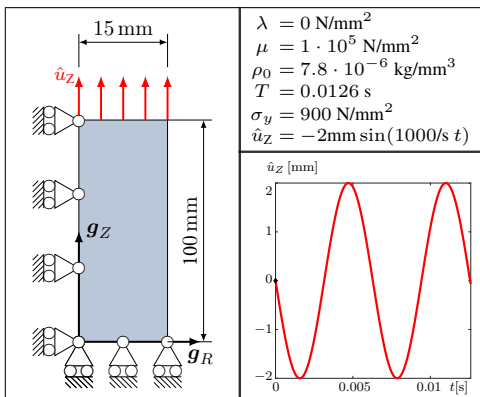 15 mm
û_Z
100 mm
g_Z
g_R
λ = 0 N/mm²
μ = 1 · 10⁵ N/mm²
ρ₀ = 7.8 · 10⁻⁶ kg/mm³
T = 0.0126 s
σ_y = 900 N/mm²
û_Z = −2mm sin(1000/s t)
û_Z [mm]
2
1
0
−1
−2
0 0.005 0.01 t[s]